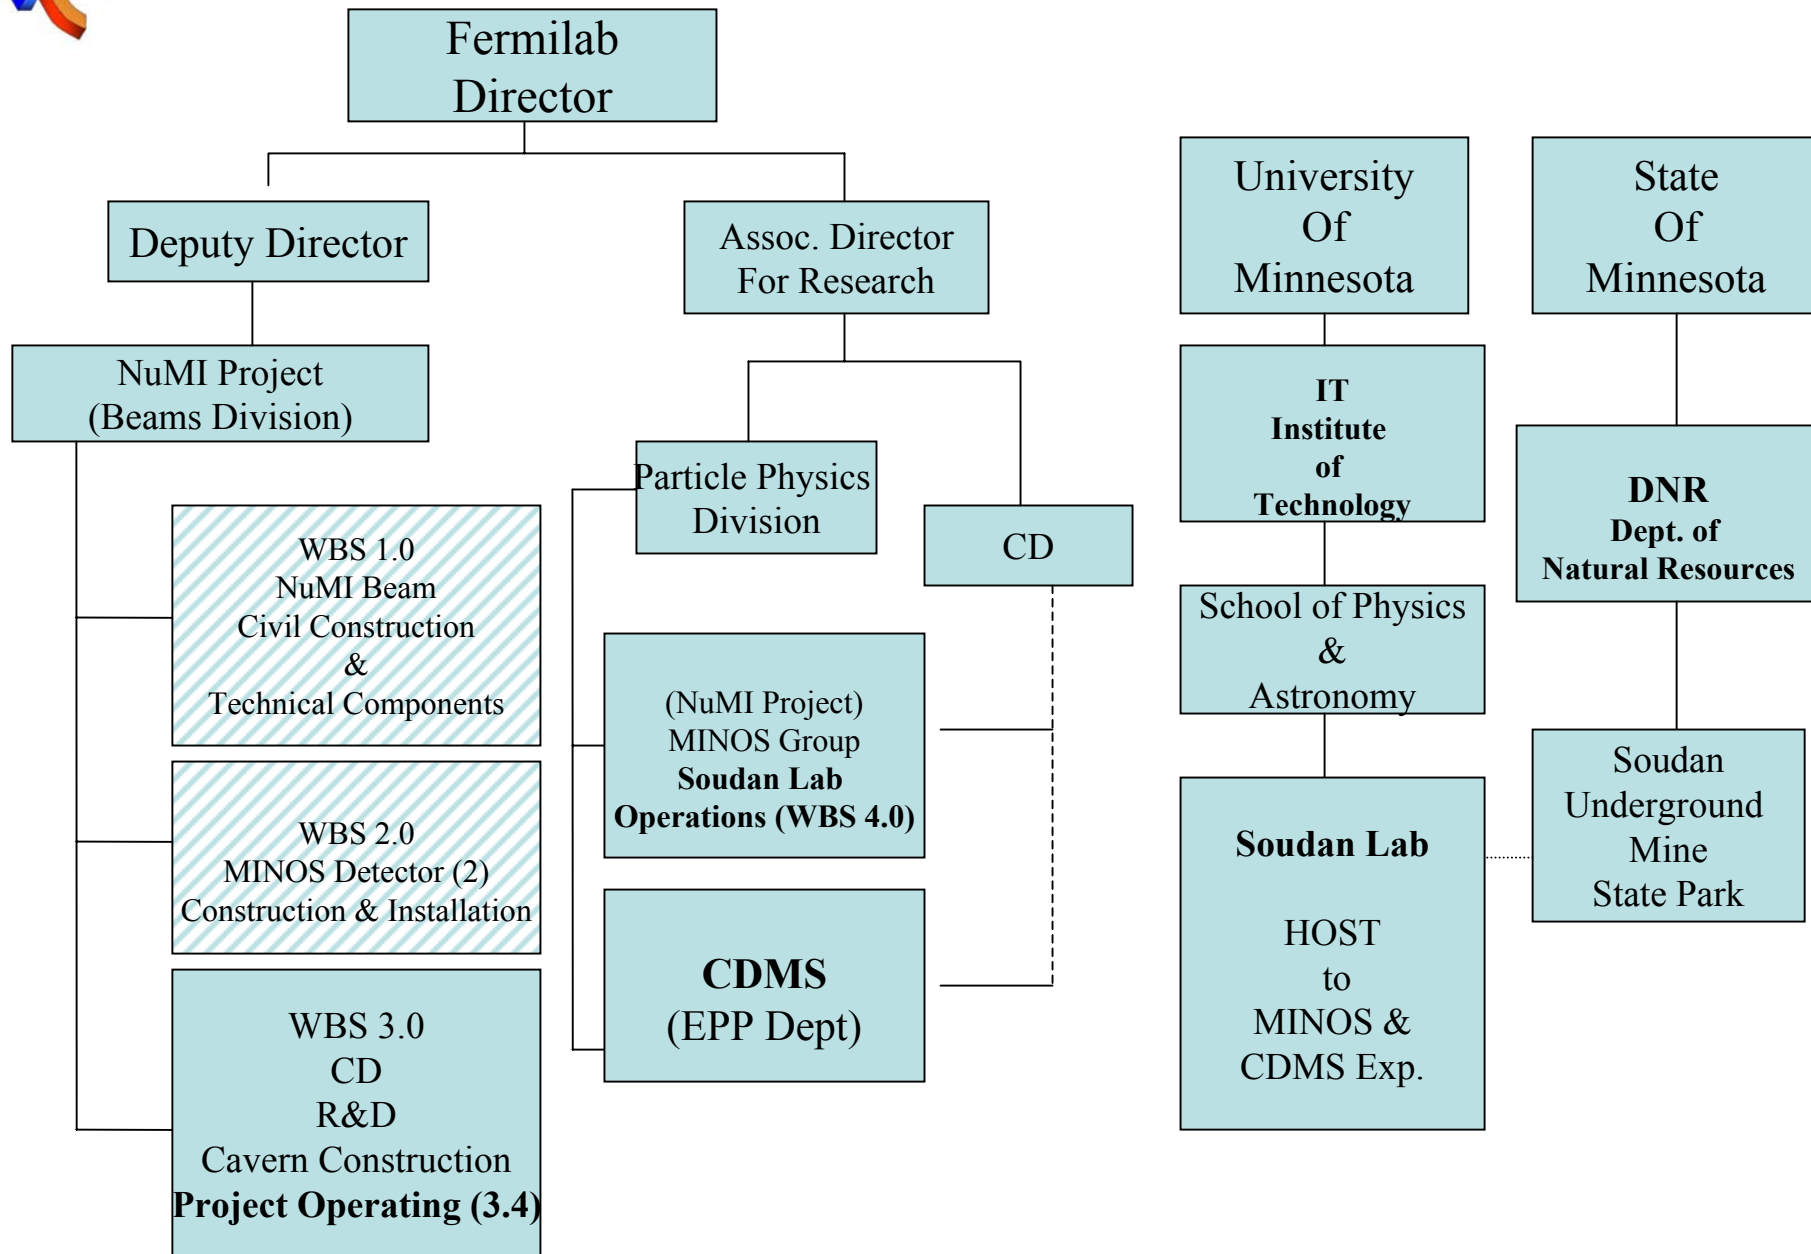 Fermilab
Director
Deputy Director
Assoc. Director
For Research
NuMI Project
(Beams Division)
WBS 1.0
NuMI Beam
Civil Construction
&
Technical Components
WBS 2.0
MINOS Detector (2)
Construction & Installation
WBS 3.0
CD
R&D
Cavern Construction
Project Operating (3.4)
Particle Physics
Division
CD
(NuMI Project)
MINOS Group
Soudan Lab
Operations (WBS 4.0)
CDMS
(EPP Dept)
University
Of
Minnesota
IT
Institute
of
Technology
School of Physics
&
Astronomy
Soudan Lab
HOST
to
MINOS &
CDMS Exp.
State
Of
Minnesota
DNR
Dept. of
Natural Resources
Soudan
Underground
Mine
State Park